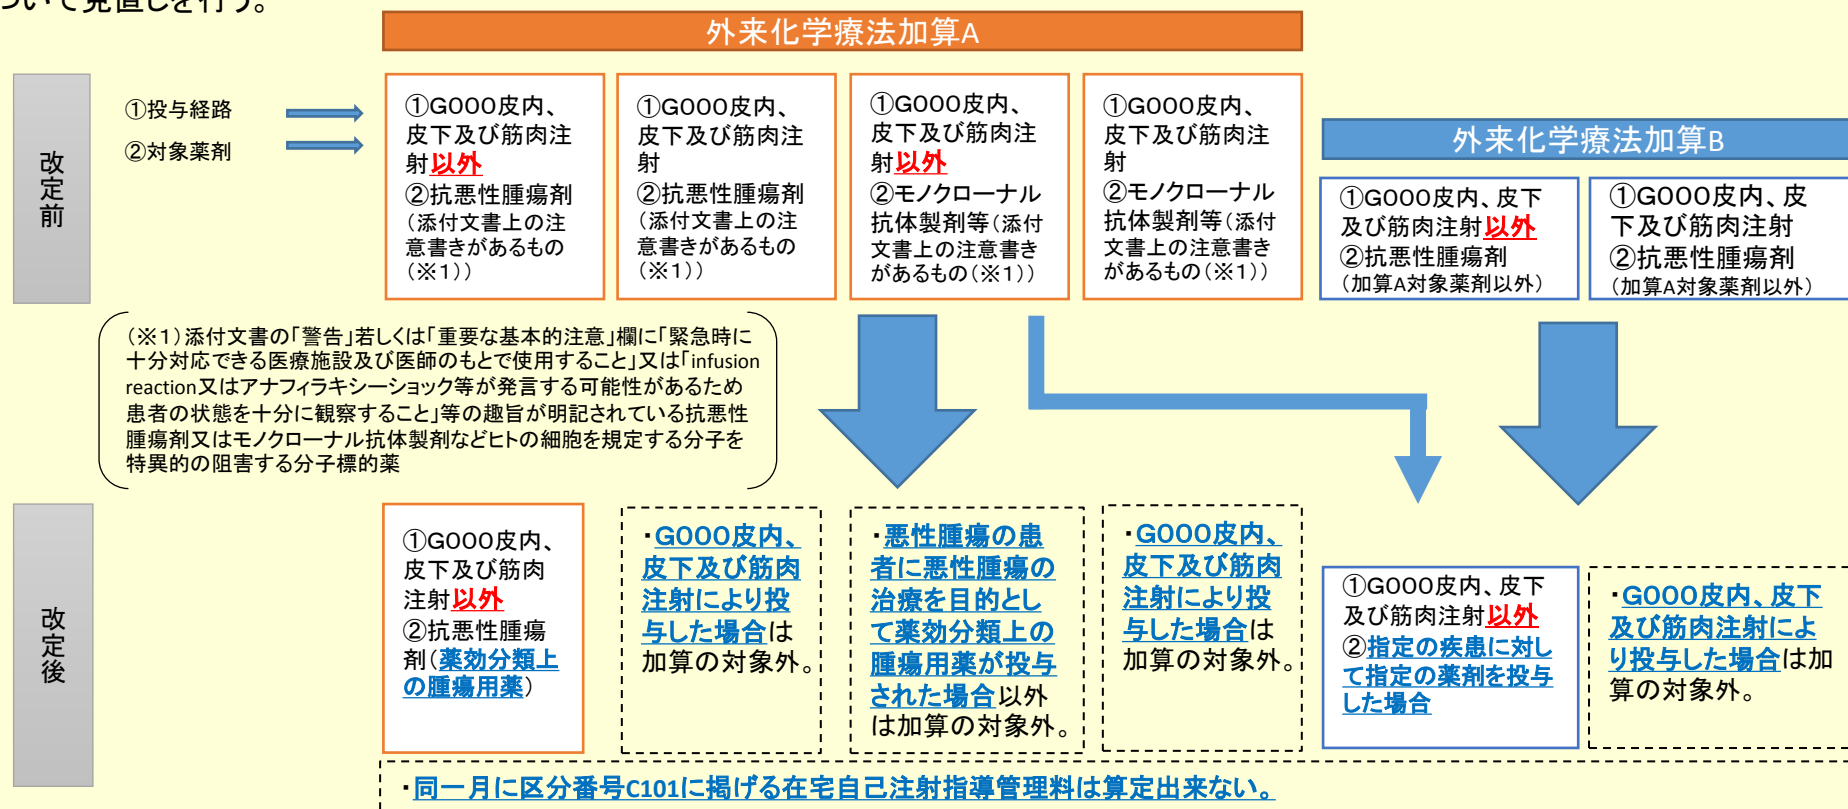 ついて見直しを行う。
外来化学療法加算A
改定前
①投与経路
②対象薬剤
①G000皮内、
皮下及び筋肉注
射以外
②抗悪性腫瘍剤
(添付文書上の注
意書きがあるもの
(※1))
①G000皮内、
皮下及び筋肉注
射
②抗悪性腫瘍剤
(添付文書上の注
意書きがあるもの
(※1))
①G000皮内、
皮下及び筋肉注
射以外
②モノクローナル
抗体製剤等(添付
文書上の注意書き
があるもの(※1))
①G000皮内、
皮下及び筋肉注
射
②モノクローナル
抗体製剤等(添付
文書上の注意書き
があるもの(※1))
外来化学療法加算B
①G000皮内、皮下
及び筋肉注射以外
②抗悪性腫瘍剤
(加算A対象薬剤以外)
①G000皮内、皮
下及び筋肉注射
②抗悪性腫瘍剤
(加算A対象薬剤以外)
(※1)添付文書の「警告」若しくは「重要な基本的注意」欄に「緊急時に
十分対応できる医療施設及び医師のもとで使用すること」又は「infusion
reaction又はアナフィラキシーショック等が発言する可能性があるため
患者の状態を十分に観察すること」等の趣旨が明記されている抗悪性
腫瘍剤又はモノクローナル抗体製剤などヒトの細胞を規定する分子を
特異的の阻害する分子標的薬
改定後
①G000皮内、
皮下及び筋肉
注射以外
②抗悪性腫瘍
剤(薬効分類上
の腫瘍用薬)
・G000皮内、
皮下及び筋肉
注射により投
与した場合は
加算の対象外。
・悪性腫瘍の患
者に悪性腫瘍の
治療を目的とし
て薬効分類上の
腫瘍用薬が投与
された場合以外
は加算の対象外。
・G000皮内、
皮下及び筋肉
注射により投
与した場合は
加算の対象外。
①G000皮内、皮下
及び筋肉注射以外
②指定の疾患に対し
て指定の薬剤を投与
した場合
・G000皮内、皮下
及び筋肉注射によ
り投与した場合は加
算の対象外。
・同一月に区分番号C101に掲げる在宅自己注射指導管理料は算定出来ない。